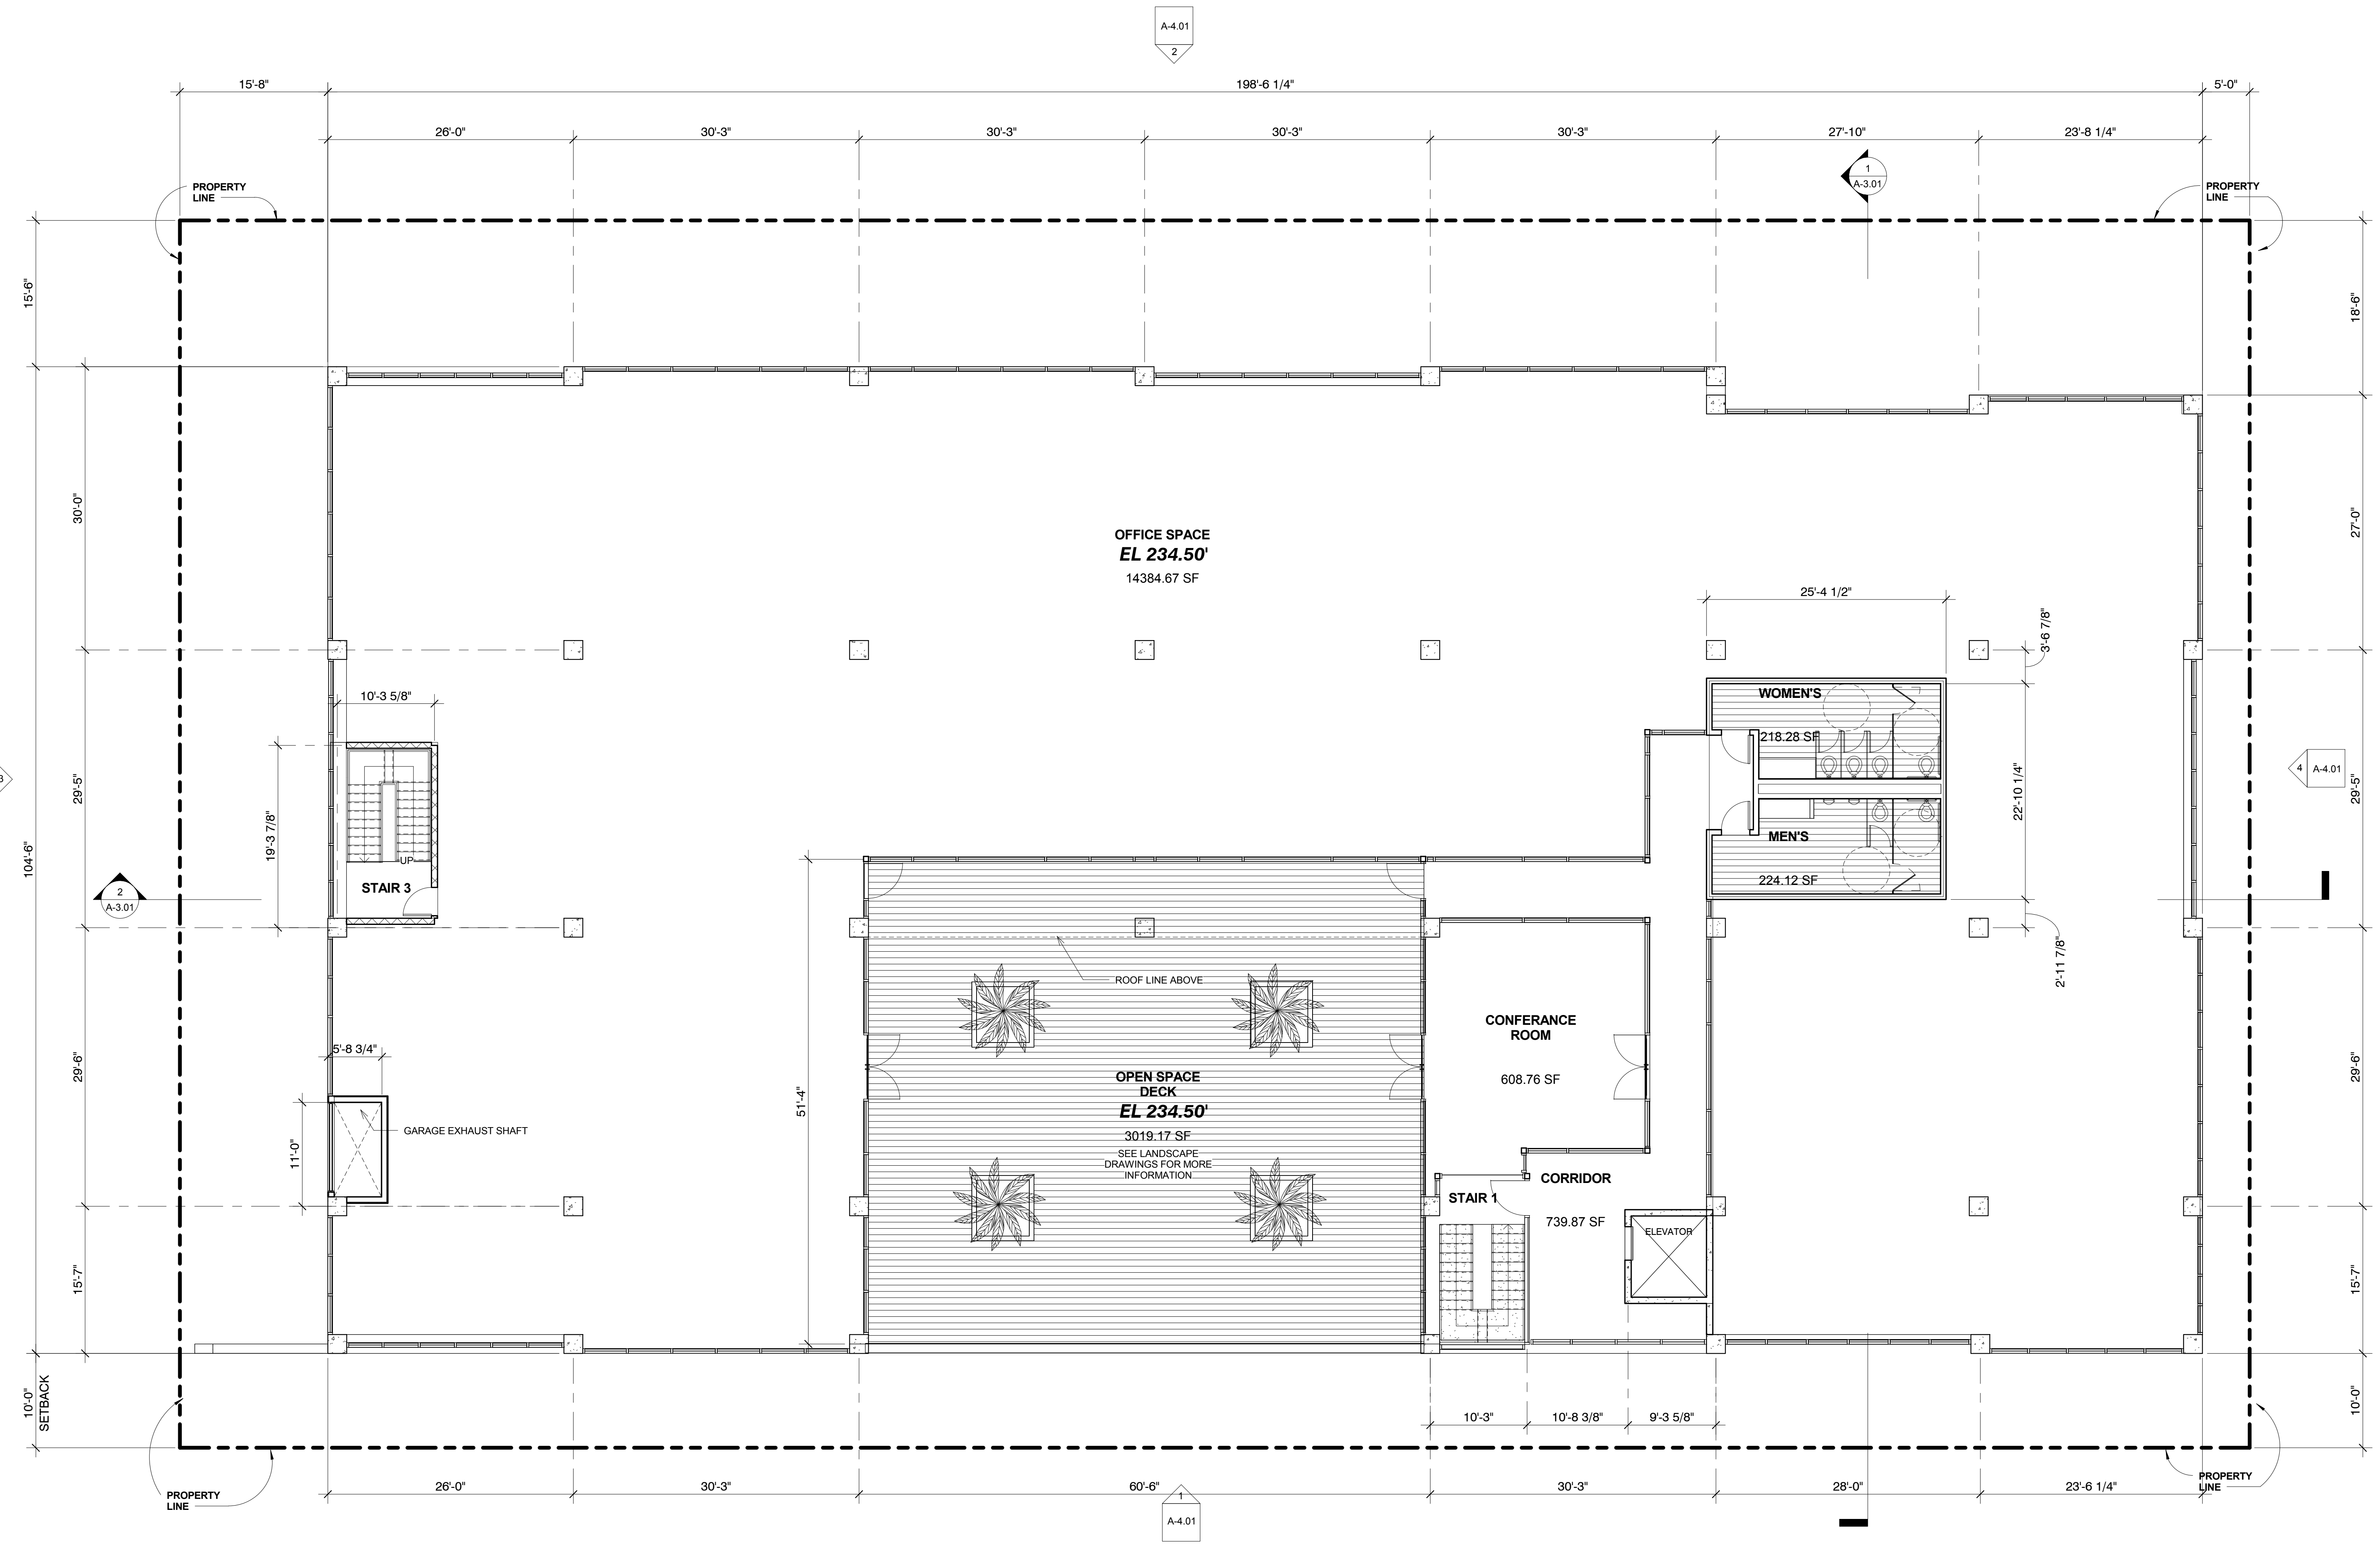 A-4.01
2
15'-8"
198'-6 1/4"
5'-0"
26'-0"
30'-3"
30'-3"
30'-3"
30'-3"
27'-10"
23'-8 1/4"
1
A-3.01
PROPERTY
LINE
PROPERTY
LINE
15'-6"
18'-6"
30'-0"
27'-0"
OFFICE SPACE
EL 234.50'
14384.67 SF
25'-4 1/2"
3'-6 7/8"
10'-3 5/8"
WOMEN'S
218.28 SF
3
29'-5"
19'-3 7/8"
22'-10 1/4"
29'-5"
4
A-4.01
104'-6"
UP
STAIR 3
MEN'S
224.12 SF
2
A-3.01
2'-11 7/8"
ROOF LINE ABOVE
CONFERANCE
ROOM
608.76 SF
29'-6"
5'-8 3/4"
51'-4"
29'-6"
OPEN SPACE
DECK
EL 234.50'
3019.17 SF
SEE LANDSCAPE
DRAWINGS FOR MORE
INFORMATION
GARAGE EXHAUST SHAFT
11'-0"
CORRIDOR
739.87 SF
STAIR 1
ELEVATOR
15'-7"
15'-7"
10'-0"
SETBACK
10'-0"
10'-3"
10'-8 3/8"
9'-3 5/8"
PROPERTY
LINE
PROPERTY
LINE
26'-0"
30'-3"
60'-6"
30'-3"
28'-0"
23'-6 1/4"
1
A-4.01